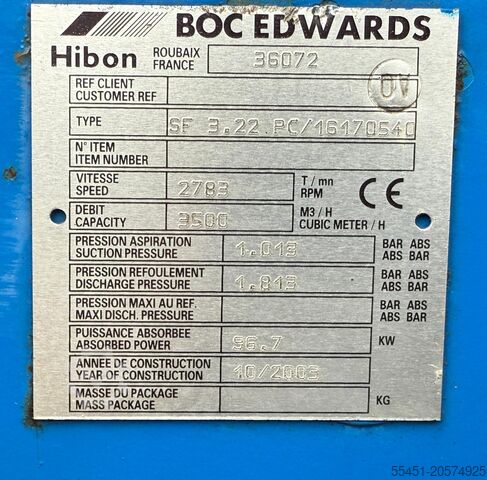 BOC EDWARDS
Hibon ROUBAIX FRANCE 36072
REF CLIENT
CUSTOMER REF
OV
TYPE SF 3.22 PC/16170540
N° ITEM
ITEM NUMBER
VITESSE
SPEED 2783 T / mn
RPM
CE
DEBIT
CAPACITY 3500 M3 / H
CUBIC METER / H
PRESSION ASPIRATION
SUCTION PRESSURE 1.013 BAR ABS
ABS BAR
PRESSION REFOULEMENT
DISCHARGE PRESSURE 1.813 BAR ABS
ABS BAR
PRESSION MAXI AU REF.
MAXI DISCH. PRESSURE BAR ABS
ABS BAR
PUISSANCE ABSORBEE
ABSORBED POWER 96.7 KW
ANNEE DE CONSTRUCTION
YEAR OF CONSTRUCTION 10/2003
MASSE DU PACKAGE
MASS PACKAGE KG
55451-20574925